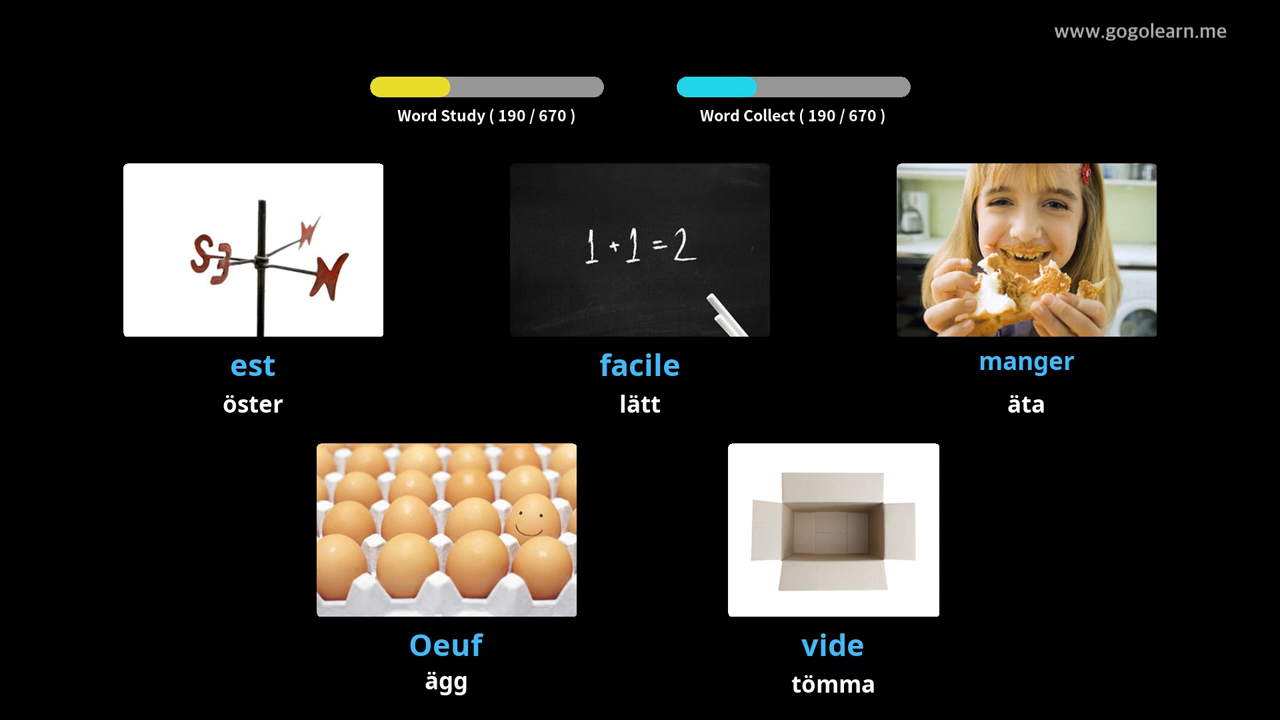 www.gogolearn.me
Word Study ( 190 / 670 )
Word Collect ( 190 / 670 )
S E N W
1 + 1 = 2
est
facile
manger
öster
lätt
äta
Oeuf
vide
ägg
tömma